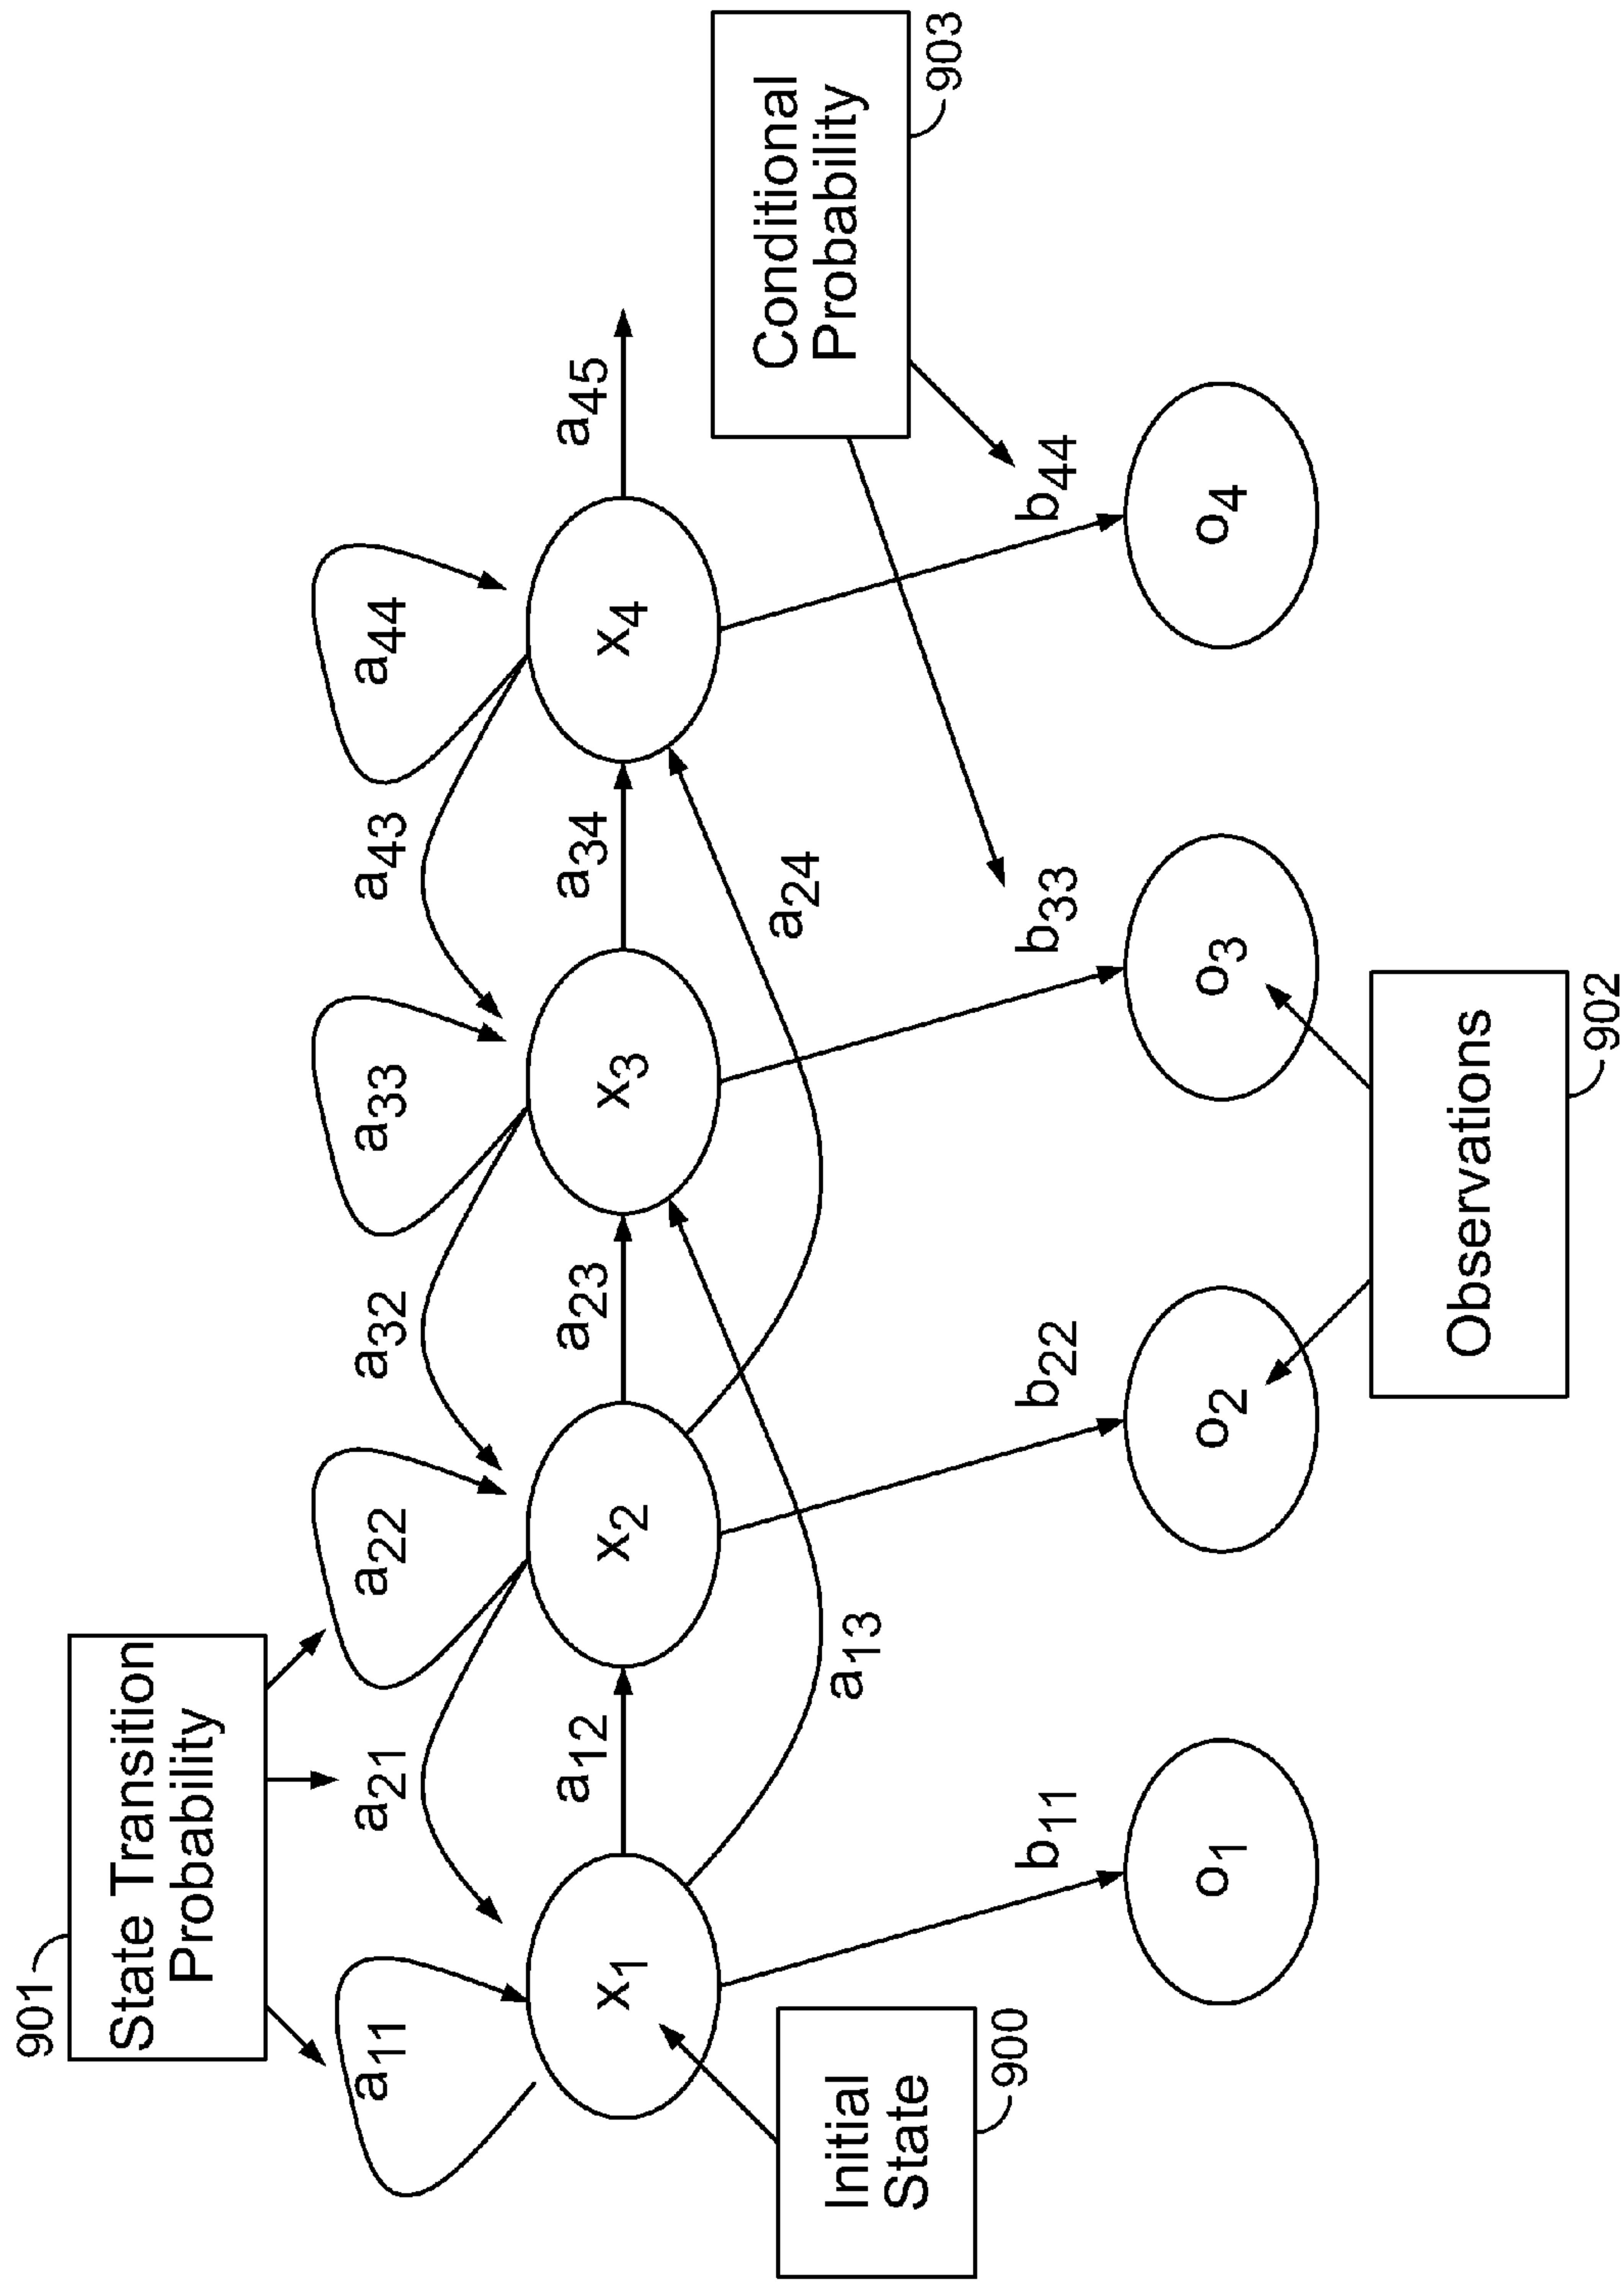 901
State Transition
Probability
a11
a21
a22
a32
a33
a43
a44
x1
a12
x2
a23
x3
a34
x4
a45
a13
a24
Initial
State
900
Conditional
Probability
903
b11
b22
b33
b44
o1
o2
o3
o4
Observations
902